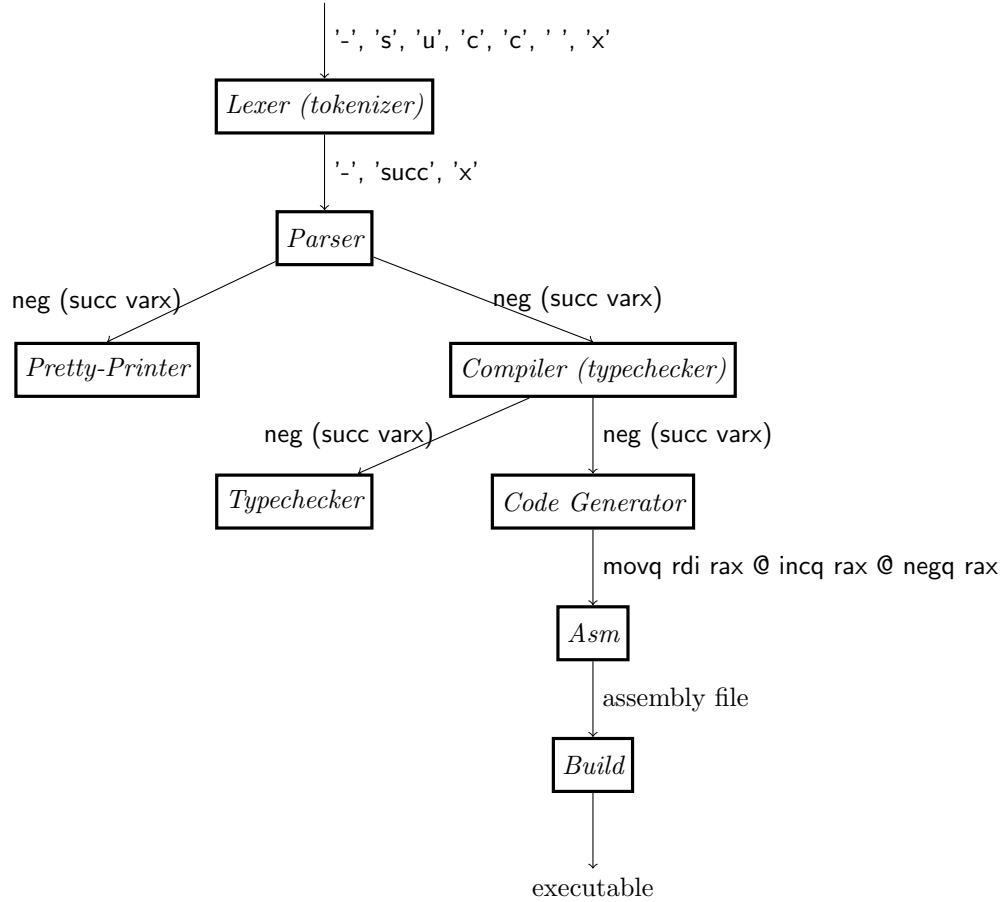 '-', 's', 'u', 'c', 'c', ' ', 'x'
Lexer (tokenizer)
'-', 'succ', 'x'
Parser
neg (succ varx)
neg (succ varx)
Pretty-Printer
Compiler (typechecker)
neg (succ varx)
neg (succ varx)
Typechecker
Code Generator
movq rdi rax @ incq rax @ negq rax
Asm
assembly file
Build
executable